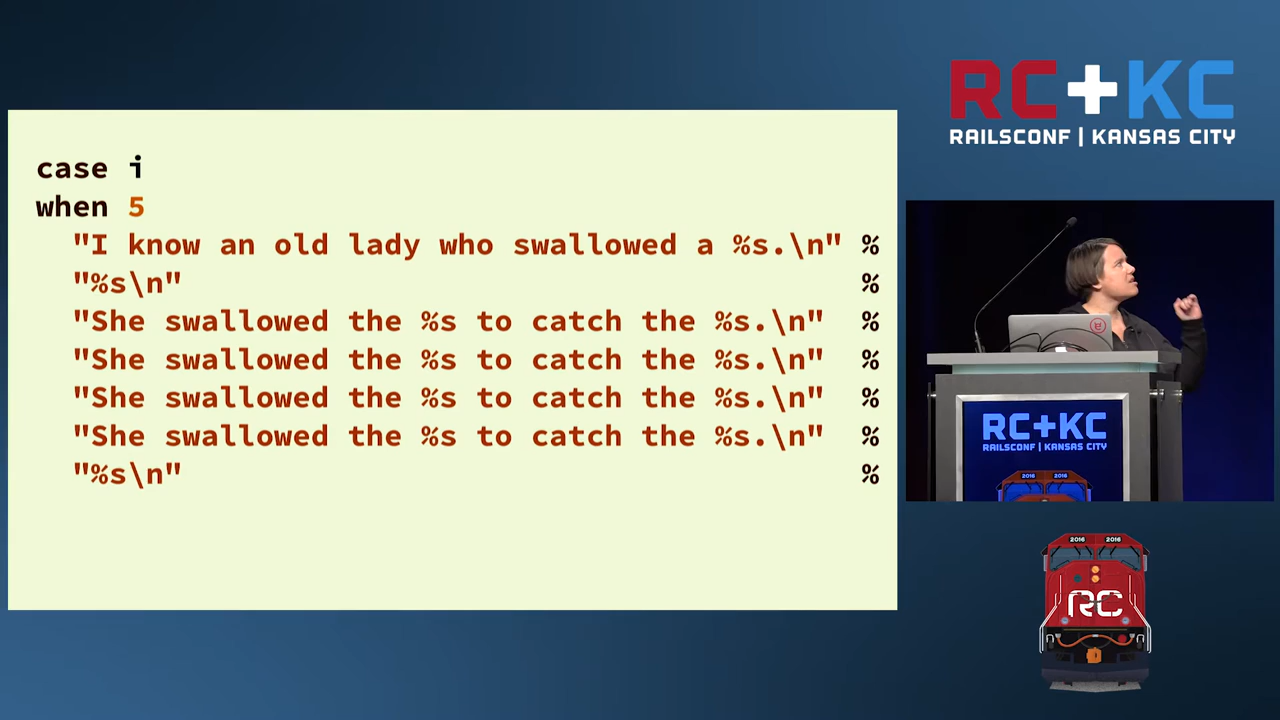 case i
when 5
  "I know an old lady who swallowed a %s.\n" %
  "%s\n"                                     %
  "She swallowed the %s to catch the %s.\n"  %
  "She swallowed the %s to catch the %s.\n"  %
  "She swallowed the %s to catch the %s.\n"  %
  "She swallowed the %s to catch the %s.\n"  %
  "%s\n"                                     %
RC+KC
RAILSCONF | KANSAS CITY
RC+KC
RAILSCONF | KANSAS CITY
2016 2016
2016 2016
RC